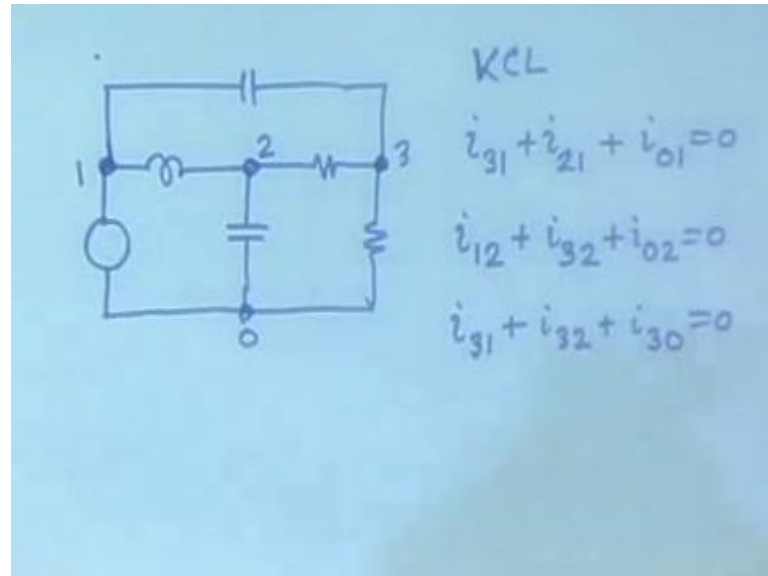 KCL
i₃₁ + i₂₁ + i₀₁ = 0
1
2
3
i₁₂ + i₃₂ + i₀₂ = 0
i₃₁ + i₃₂ + i₃₀ = 0
0